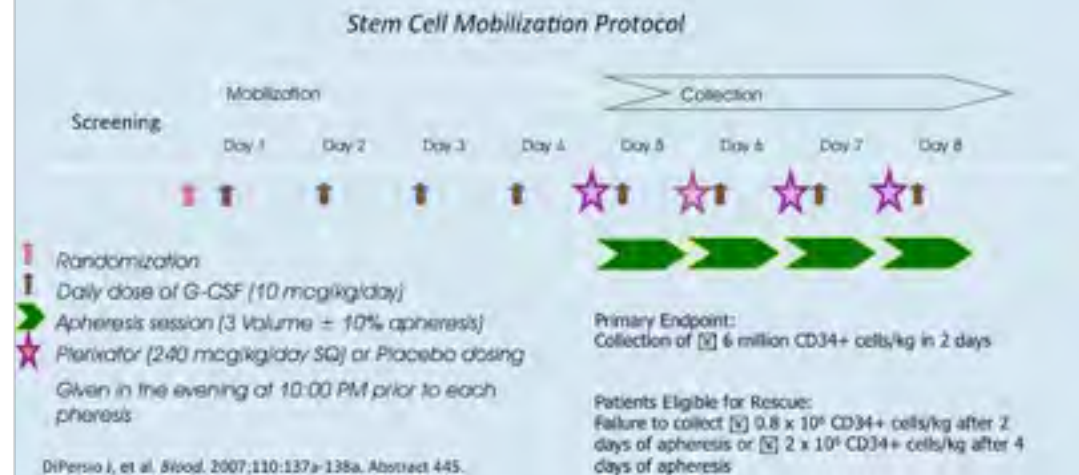 Stem Cell Mobilization Protocol
Mobilization
Collection
Screening
Day 1 Day 2 Day 3 Day 4 Day 5 Day 6 Day 7 Day 8
Randomization
Daily dose of G-CSF (10 mcg/kg/day)
Apheresis session (3 Volume ± 10% apheresis)
Plerixafor (240 mcg/kg/day SQ) or Placebo dosing
Given in the evening at 10:00 PM prior to each
pheresis
DiPersio J, et al. Blood. 2007;110:137a-138a. Abstract 445.
Primary Endpoint:
Collection of 6 million CD34+ cells/kg in 2 days
Patients Eligible for Rescue:
Failure to collect 0.8 x 10⁶ CD34+ cells/kg after 2
days of apheresis or 2 x 10⁶ CD34+ cells/kg after 4
days of apheresis